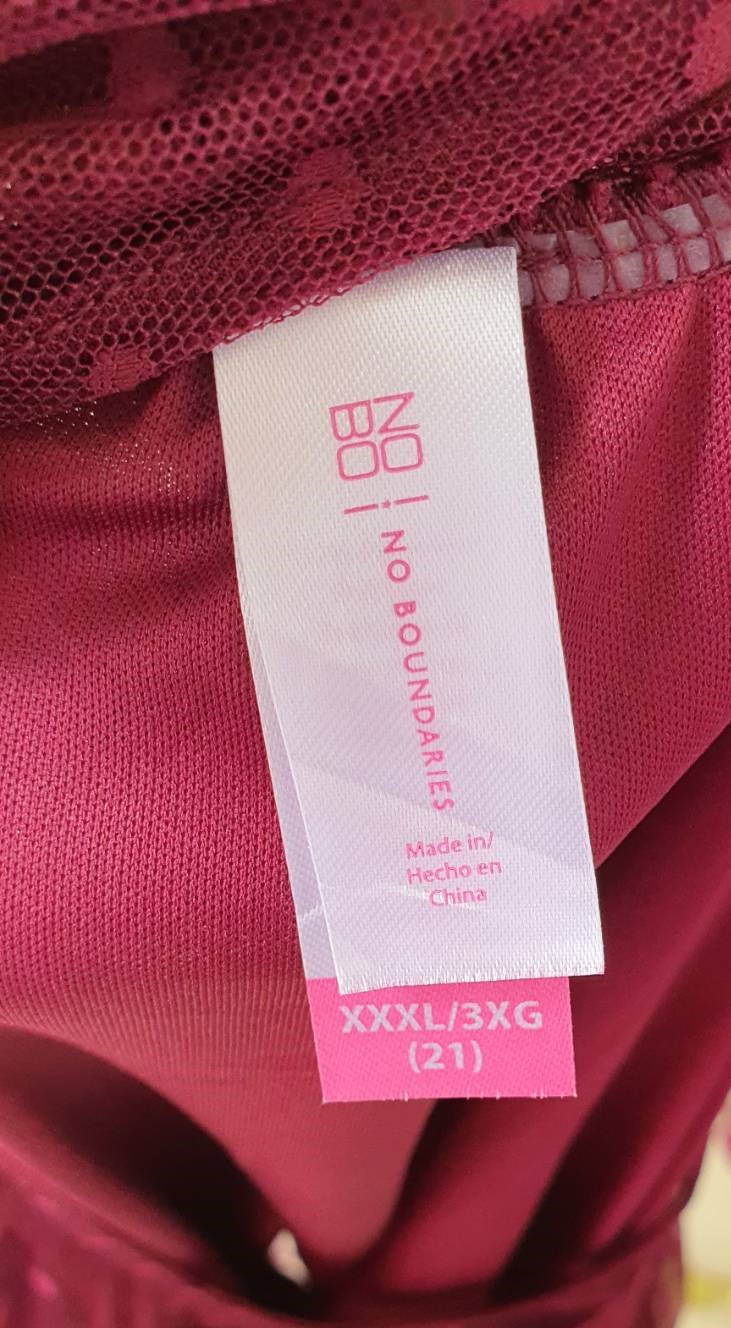 NO
BO
NO BOUNDARIES
Made in/
Hecho en
China
XXXL/3XG
(21)